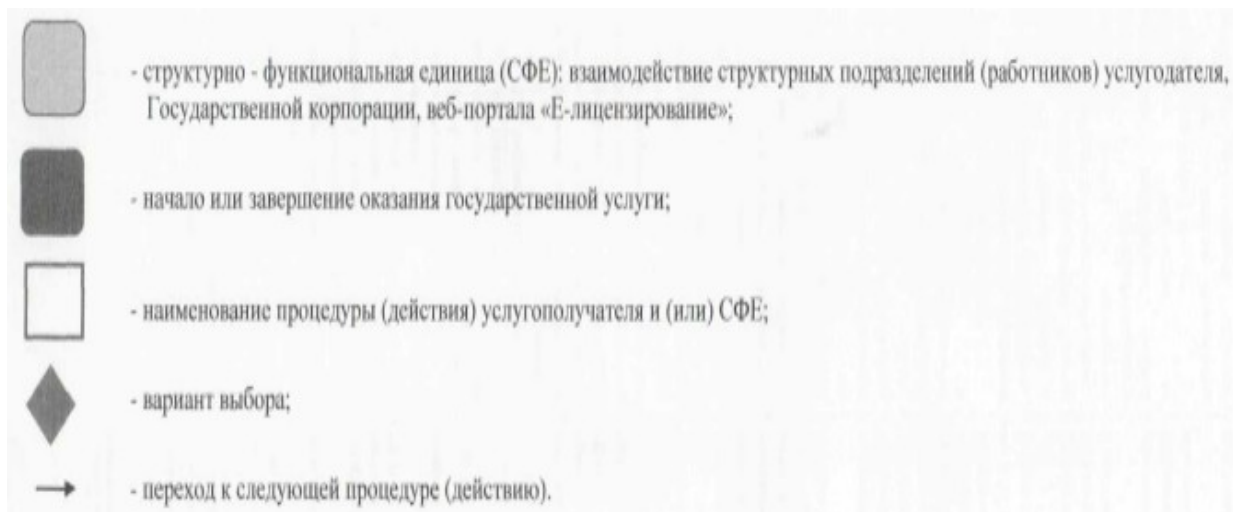 - структурно - функциональная единица (СФЕ): взаимодействие структурных подразделений (работников) услугодателя,
Государственной корпорации, веб-портала «Е-лицензирование»;
- начало или завершение оказания государственной услуги;
- наименование процедуры (действия) услугополучателя и (или) СФЕ;
- вариант выбора;
- переход к следующей процедуре (действию).